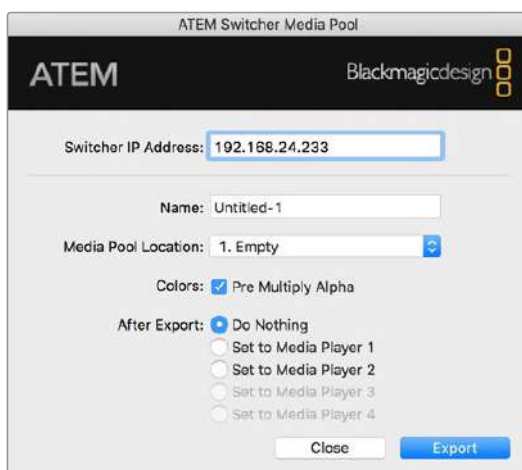 ATEM Switcher Media Pool
ATEM Blackmagicdesign
Switcher IP Address: 192.168.24.233
Name: Untitled-1
Media Pool Location: 1. Empty
Colors: Pre Multiply Alpha
After Export: Do Nothing
Set to Media Player 1
Set to Media Player 2
Set to Media Player 3
Set to Media Player 4
Close Export